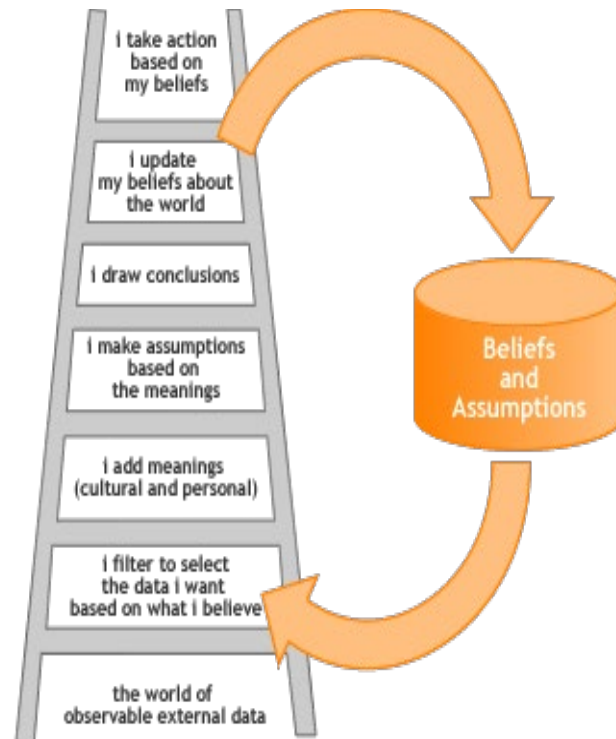 i take action
based on
my beliefs
i update
my beliefs about
the world
i draw conclusions
i make assumptions
based on
the meanings
i add meanings
(cultural and personal)
i filter to select
the data i want
based on what i believe
the world of
observable external data
Beliefs
and
Assumptions